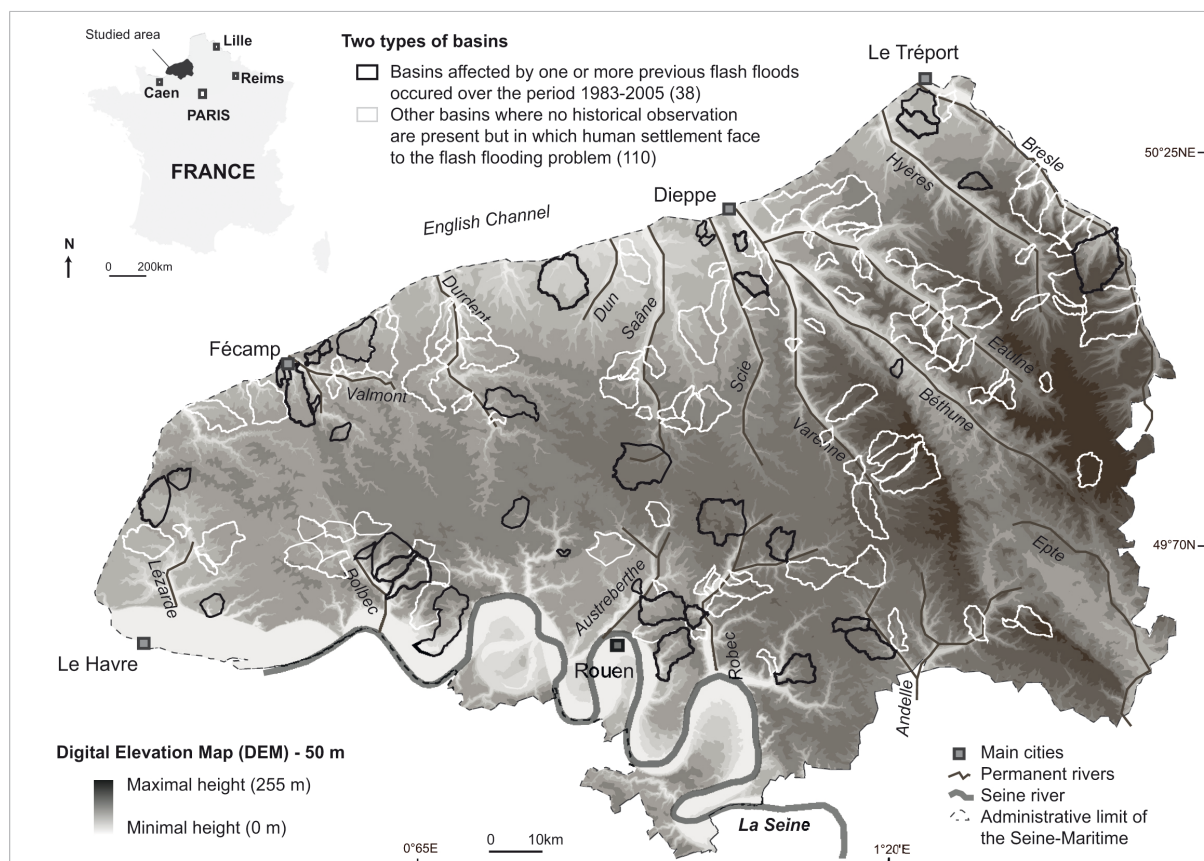 Studied area
Lille
Reims
Caen
PARIS
FRANCE
N
0 200km
Two types of basins
Basins affected by one or more previous flash floods
occured over the period 1983-2005 (38)
Other basins where no historical observation
are present but in which human settlement face
to the flash flooding problem (110)
Le Tréport
50°25NE
Bresle
Hyères
Dieppe
English Channel
Durdent
Dun
Saâne
Scie
Eaulne
Fécamp
Valmont
Béthune
Varenne
49°70N
Epte
Lézarde
Bolbec
Austreberthe
Le Havre
Rouen
Robec
Andelle
Digital Elevation Map (DEM) - 50 m
Maximal height (255 m)
Minimal height (0 m)
Main cities
Permanent rivers
Seine river
Administrative limit of
the Seine-Maritime
La Seine
0 10km
0°65E
1°20'E